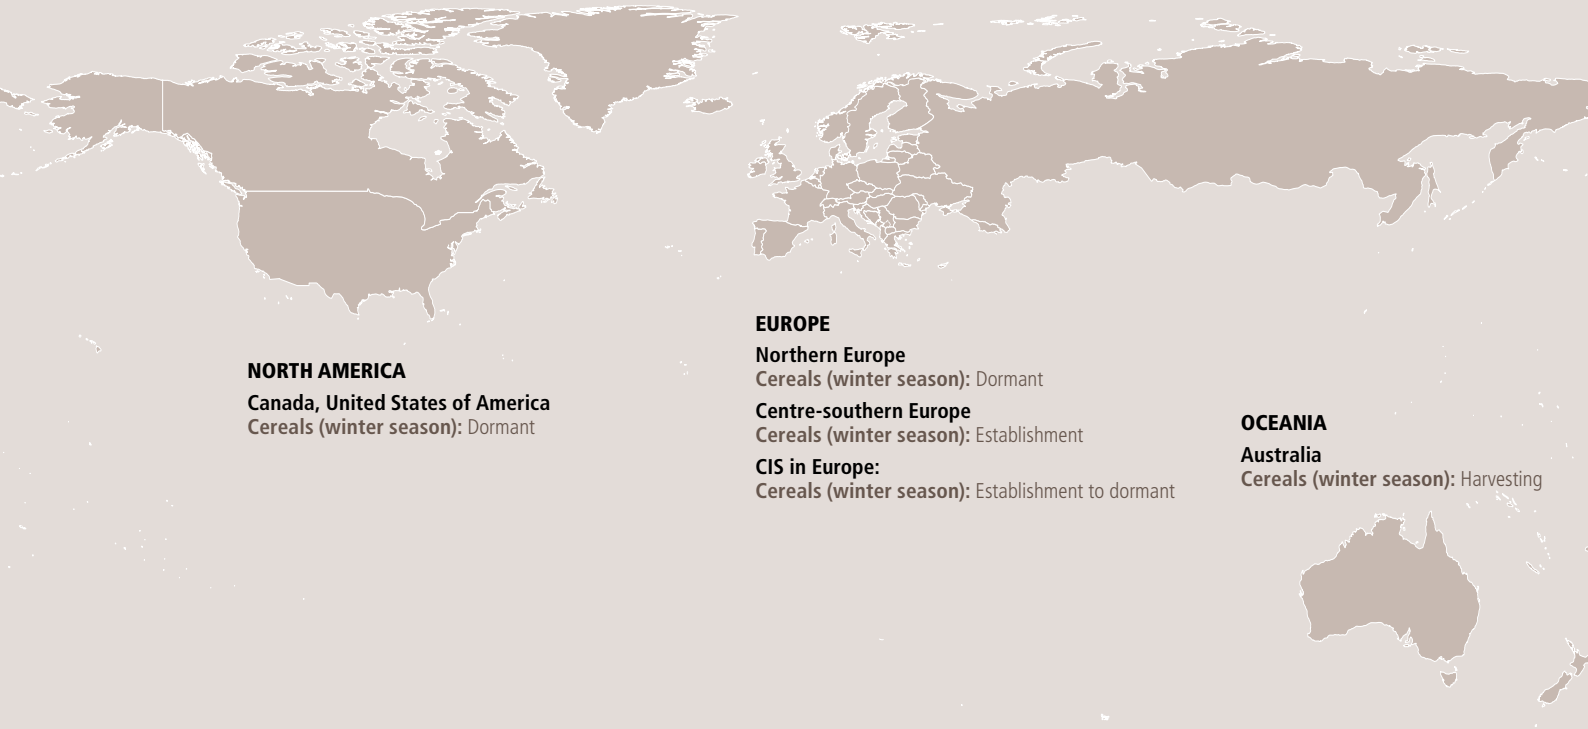 NORTH AMERICA
Canada, United States of America
Cereals (winter season): Dormant
EUROPE
Northern Europe
Cereals (winter season): Dormant
Centre-southern Europe
Cereals (winter season): Establishment
CIS in Europe:
Cereals (winter season): Establishment to dormant
OCEANIA
Australia
Cereals (winter season): Harvesting